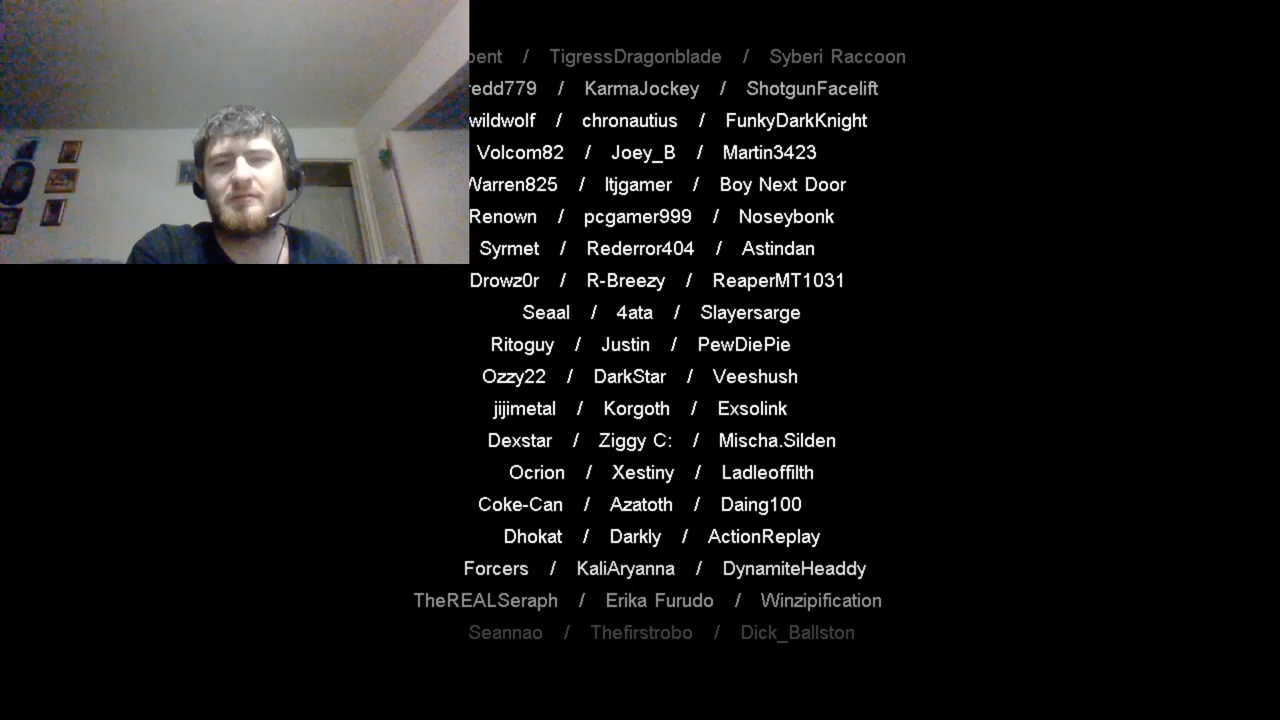 / TigressDragonblade / Syberi Raccoon
/ KarmaJockey / ShotgunFacelift
wildwolf / chronautius / FunkyDarkKnight
Volcom82 / Joey_B / Martin3423
Warren825 / ltjgamer / Boy Next Door
Renown / pcgamer999 / Noseybonk
Syrmet / Rederror404 / Astindan
Drowz0r / R-Breezy / ReaperMT1031
Seaal / 4ata / Slayersarge
Ritoguy / Justin / PewDiePie
Ozzy22 / DarkStar / Veeshush
jijimetal / Korgoth / Exsolink
Dexstar / Ziggy C: / Mischa.Silden
Ocrion / Xestiny / Ladleoffilth
Coke-Can / Azatoth / Daing100
Dhokat / Darkly / ActionReplay
Forcers / KaliAryanna / DynamiteHeaddy
TheREALSeraph / Erika Furudo / Winzipification
Seannao / Thefirstrobo / Dick_Ballston